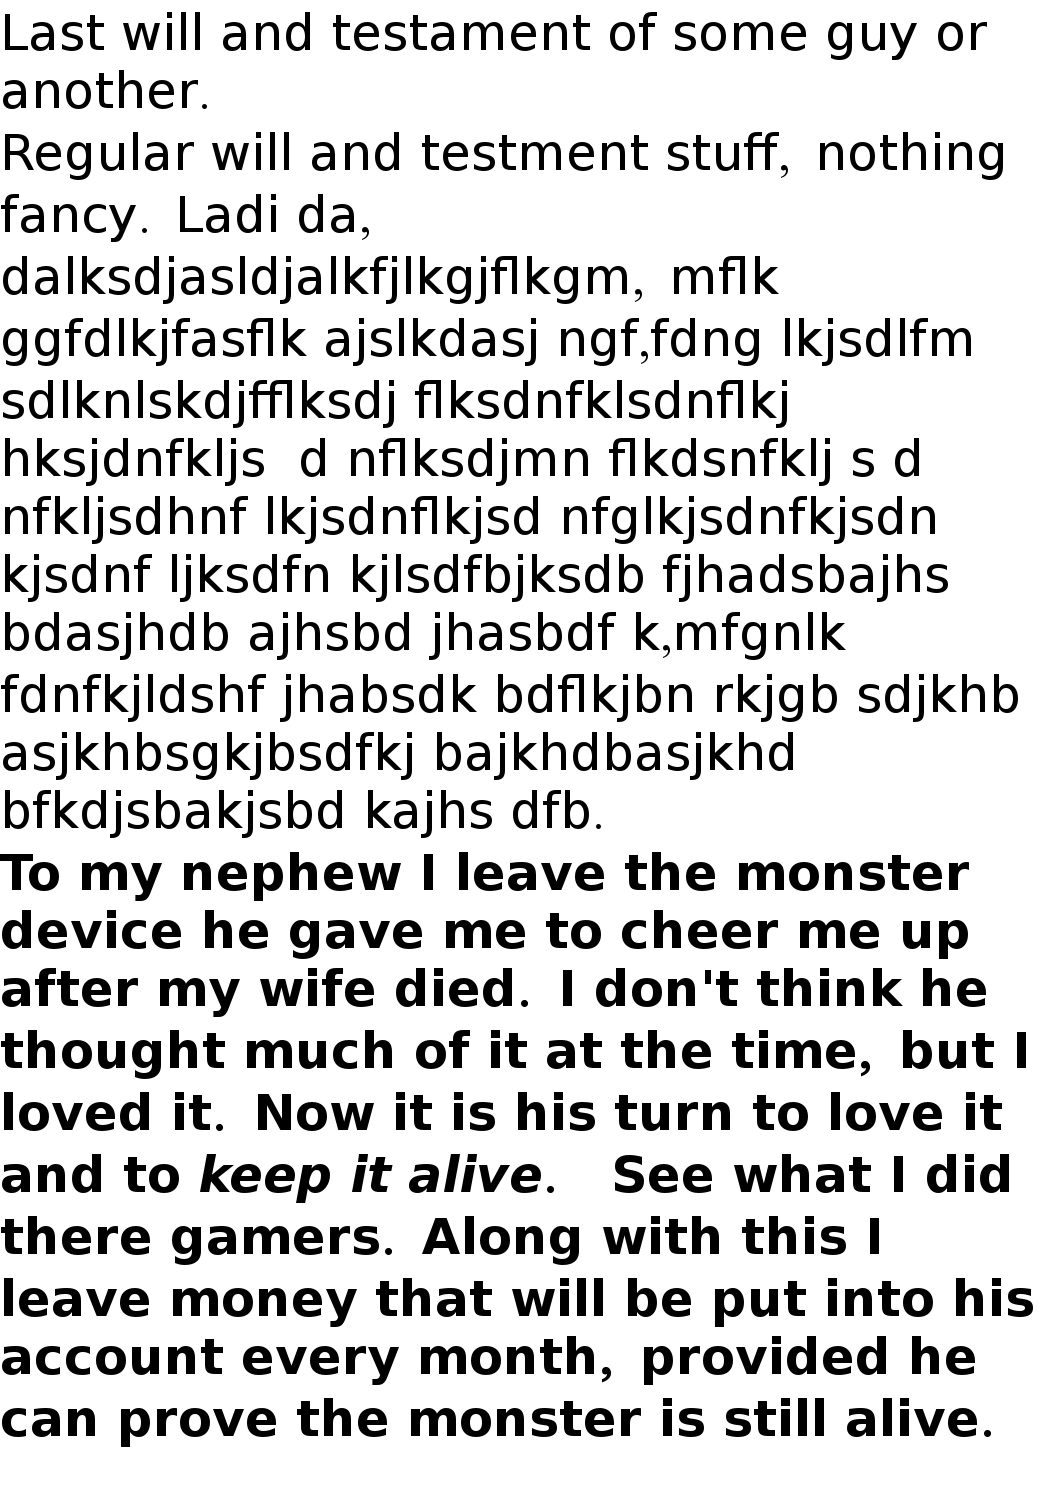 Last will and testament of some guy or
another.
Regular will and testment stuff, nothing
fancy. Ladi da,
dalksdjasldjalkfjlkgjflkgm, mflk
ggfdlkjfasflk ajslkdasj ngf,fdng lkjsdlfm
sdlknlskdjfflksdj flksdnfklsdnflkj
hksjdnfkljs  d nflksdjmn flkdsnfklj s d
nfkljsdhnf lkjsdnflkjsd nfglkjsdnfkjsdn
kjsdnf ljksdfn kjlsdfbjksdb fjhadsbajhs
bdasjhdb ajhsbd jhasbdf k,mfgnlk
fdnfkjldshf jhabsdk bdflkjbn rkjgb sdjkhb
asjkhbsgkjbsdfkj bajkhdbasjkhd
bfkdjsbakjsbd kajhs dfb.
To my nephew I leave the monster
device he gave me to cheer me up
after my wife died. I don't think he
thought much of it at the time, but I
loved it. Now it is his turn to love it
and to keep it alive.  See what I did
there gamers. Along with this I
leave money that will be put into his
account every month, provided he
can prove the monster is still alive.